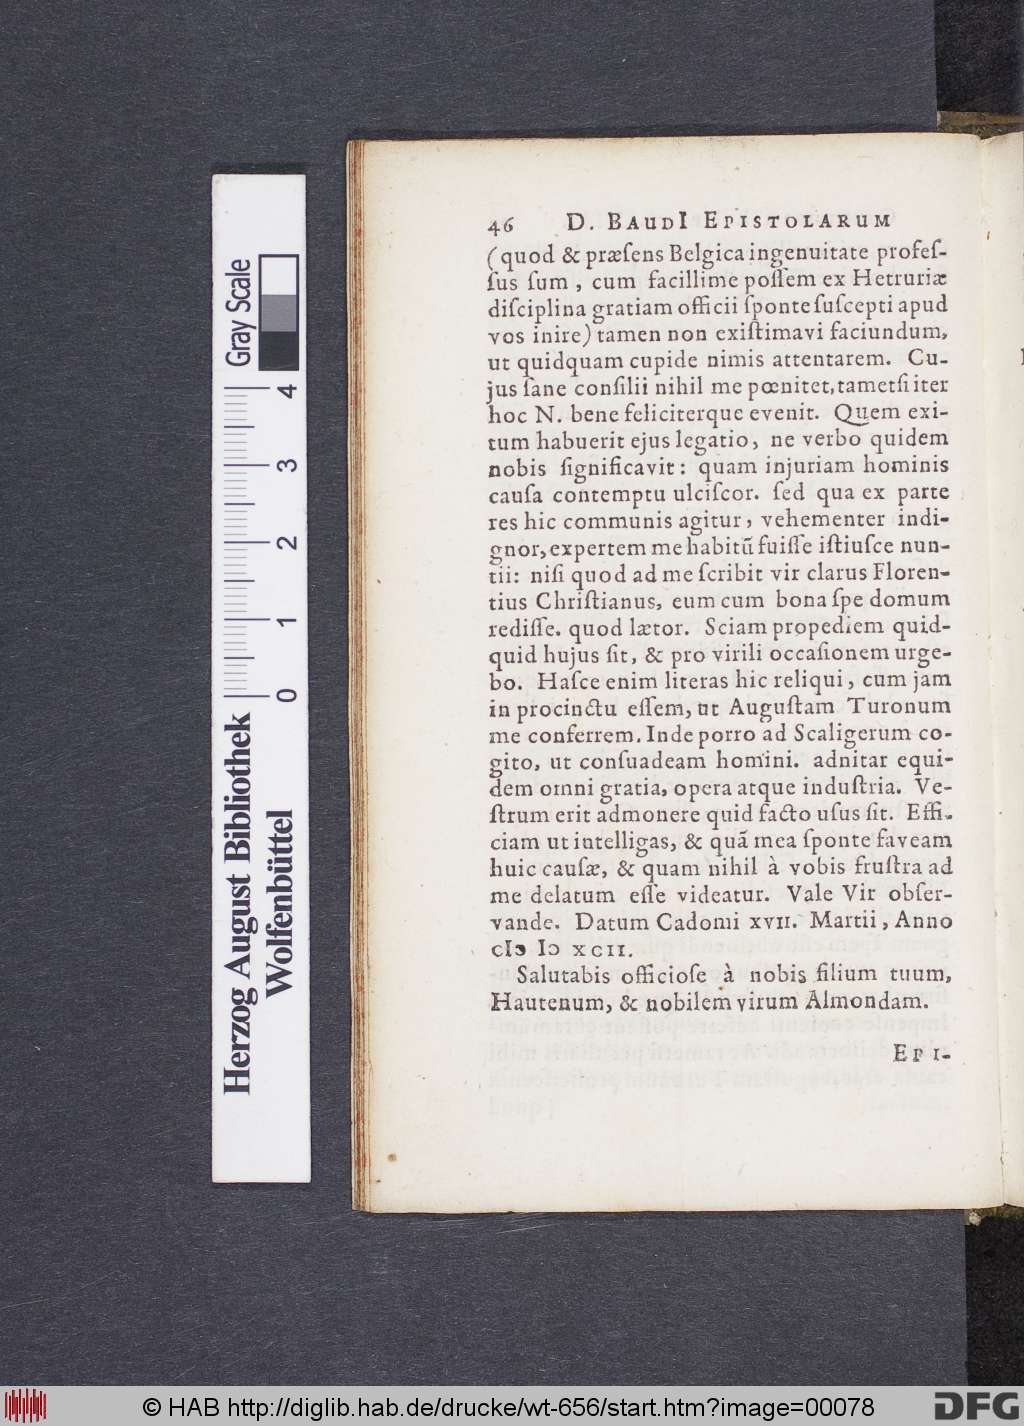 46 D. BAUDI EPISTOLARUM
(quod & præſens Belgica ingenuitate profeſ-
ſus ſum, cum facillime poſſem ex Hetruriæ
diſciplina gratiam officii ſponte ſuſcepti apud
vos inire) tamen non exiſtimavi faciundum,
ut quidquam cupide nimis attentarem. Cu-
jus ſane conſilii nihil me pœnitet, tametſi iter
hoc N. bene feliciterque evenit. Quem exi-
tum habuerit ejus legatio, ne verbo quidem
nobis ſignificavit: quam injuriam hominis
cauſa contemptu ulciſcor. ſed qua ex parte
res hic communis agitur, vehementer indi-
gnor, expertem me habitũ fuiſſe iſtiuſce nun-
tii: niſi quod ad me ſcribit vir clarus Floren-
tius Chriſtianus, eum cum bona ſpe domum
rediſſe. quod lætor. Sciam propediem quid-
quid hujus ſit, & pro virili occaſionem urge-
bo. Haſce enim literas hic reliqui, cum jam
in procinctu eſſem, ut Auguſtam Turonum
me conferrem. Inde porro ad Scaligerum co-
gito, ut conſuadeam homini. adnitar equi-
dem omni gratia, opera atque induſtria. Ve-
ſtrum erit admonere quid facto uſus ſit. Effi-
ciam ut intelligas, & quã mea ſponte faveam
huic cauſæ, & quam nihil à vobis fruſtra ad
me delatum eſſe videatur. Vale Vir obſer-
vande. Datum Cadomi XVII. Martii, Anno
cIↄ Iↄ XCII.
Salutabis officioſe à nobis filium tuum,
Hautenum, & nobilem virum Almondam.
EPI-
Gray Scale
4
3
2
1
0
Herzog August Bibliothek
Wolfenbüttel
© HAB http://diglib.hab.de/drucke/wt-656/start.htm?image=00078
DFG